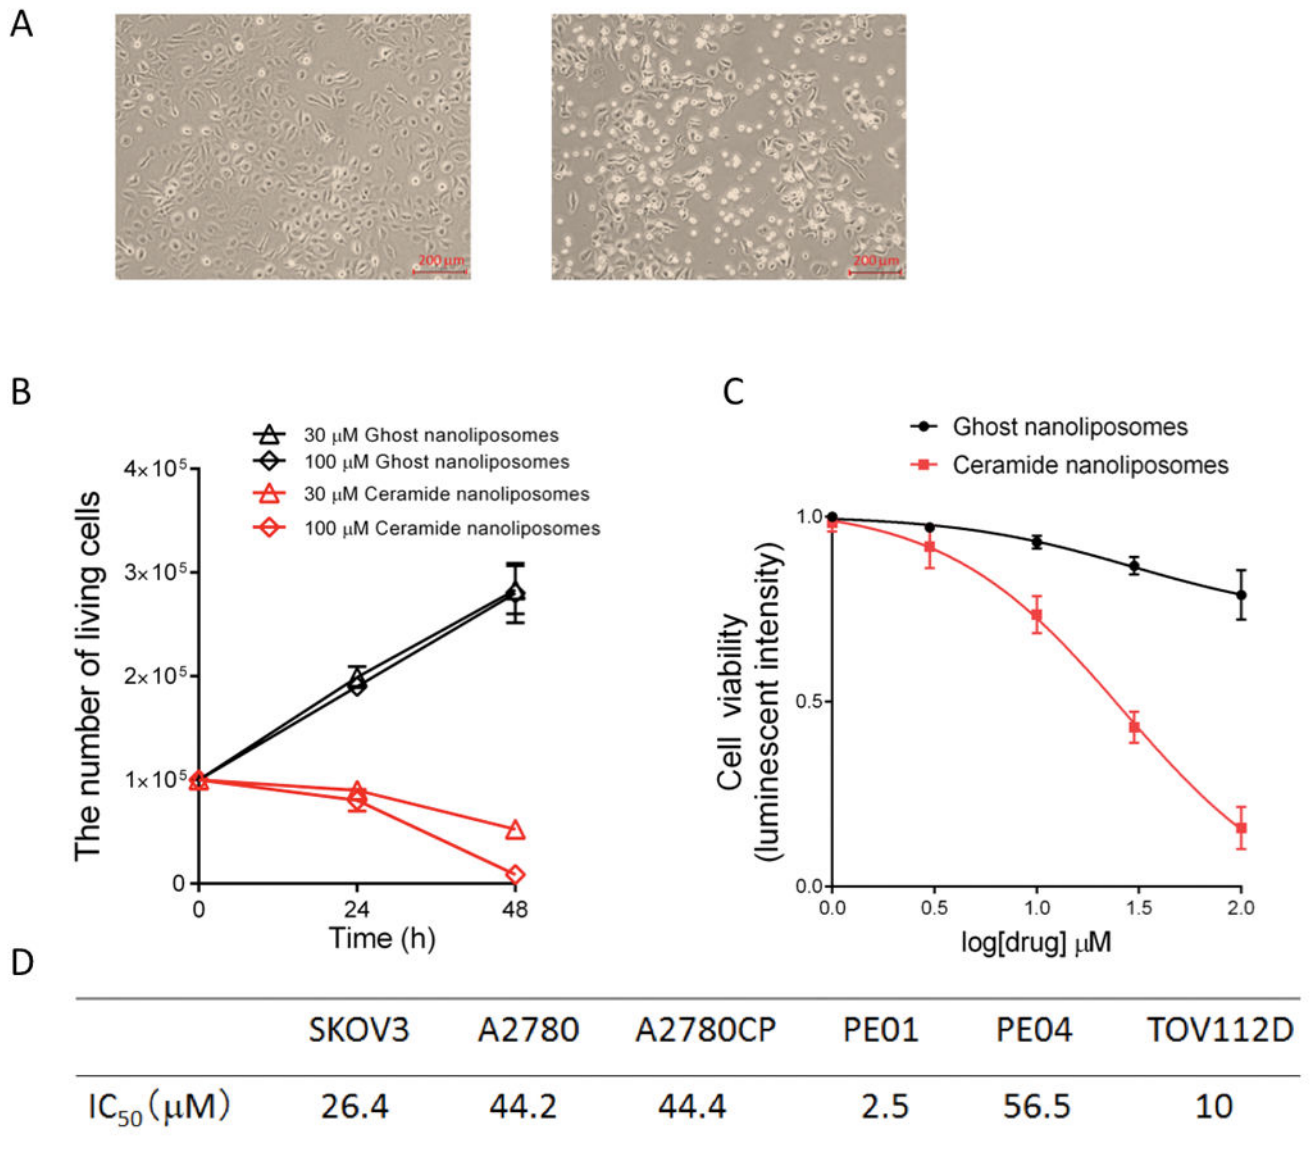 A
200 μm
200 μm
B
30 μM Ghost nanoliposomes
100 μM Ghost nanoliposomes
30 μM Ceramide nanoliposomes
100 μM Ceramide nanoliposomes
The number of living cells
4×10⁵
3×10⁵
2×10⁵
1×10⁵
0
0 24 48
Time (h)
C
Ghost nanoliposomes
Ceramide nanoliposomes
Cell viability
(luminescent intensity)
1.0
0.5
0.0
0.0 0.5 1.0 1.5 2.0
log[drug] μM
D
SKOV3 A2780 A2780CP PE01 PE04 TOV112D
IC₅₀(μM) 26.4 44.2 44.4 2.5 56.5 10